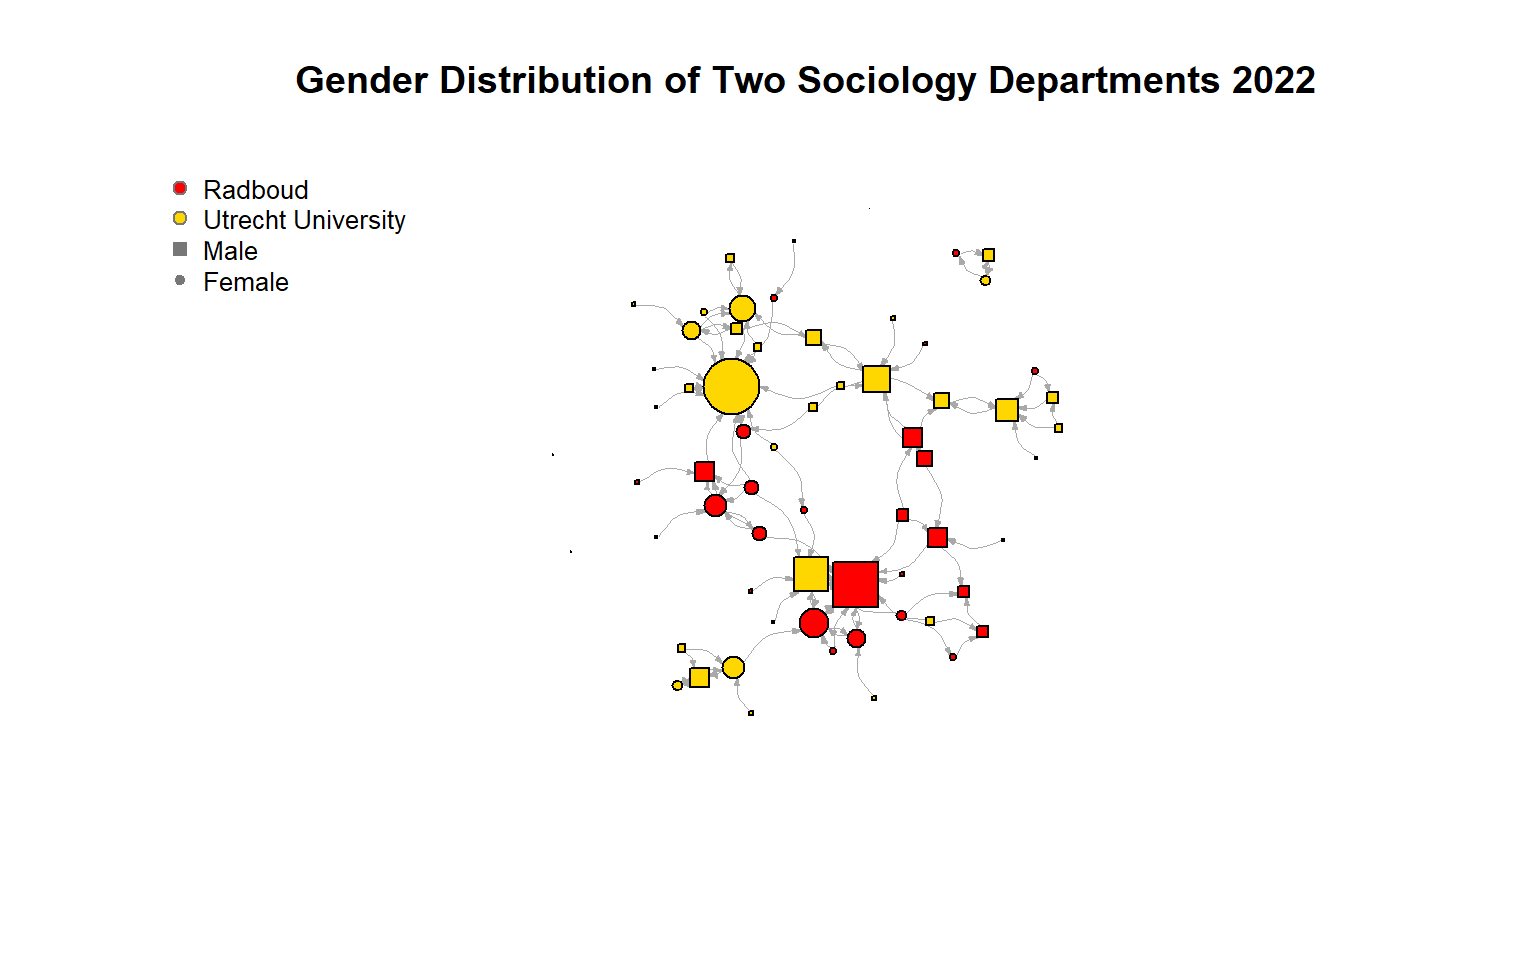 Gender Distribution of Two Sociology Departments 2022
Radboud
Utrecht University
Male
Female